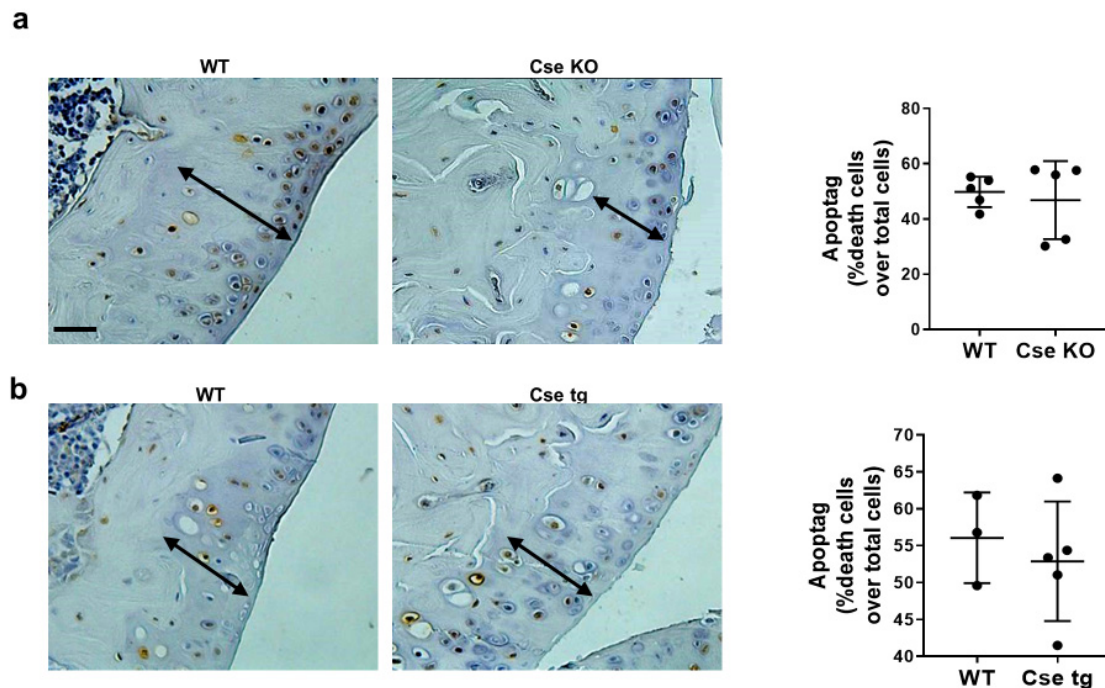 a
WT
Cse KO
Apoptag
(%death cells
over total cells)
80
60
40
20
0
WT
Cse KO
b
WT
Cse tg
Apoptag
(%death cells
over total cells)
70
65
60
55
50
45
40
WT
Cse tg